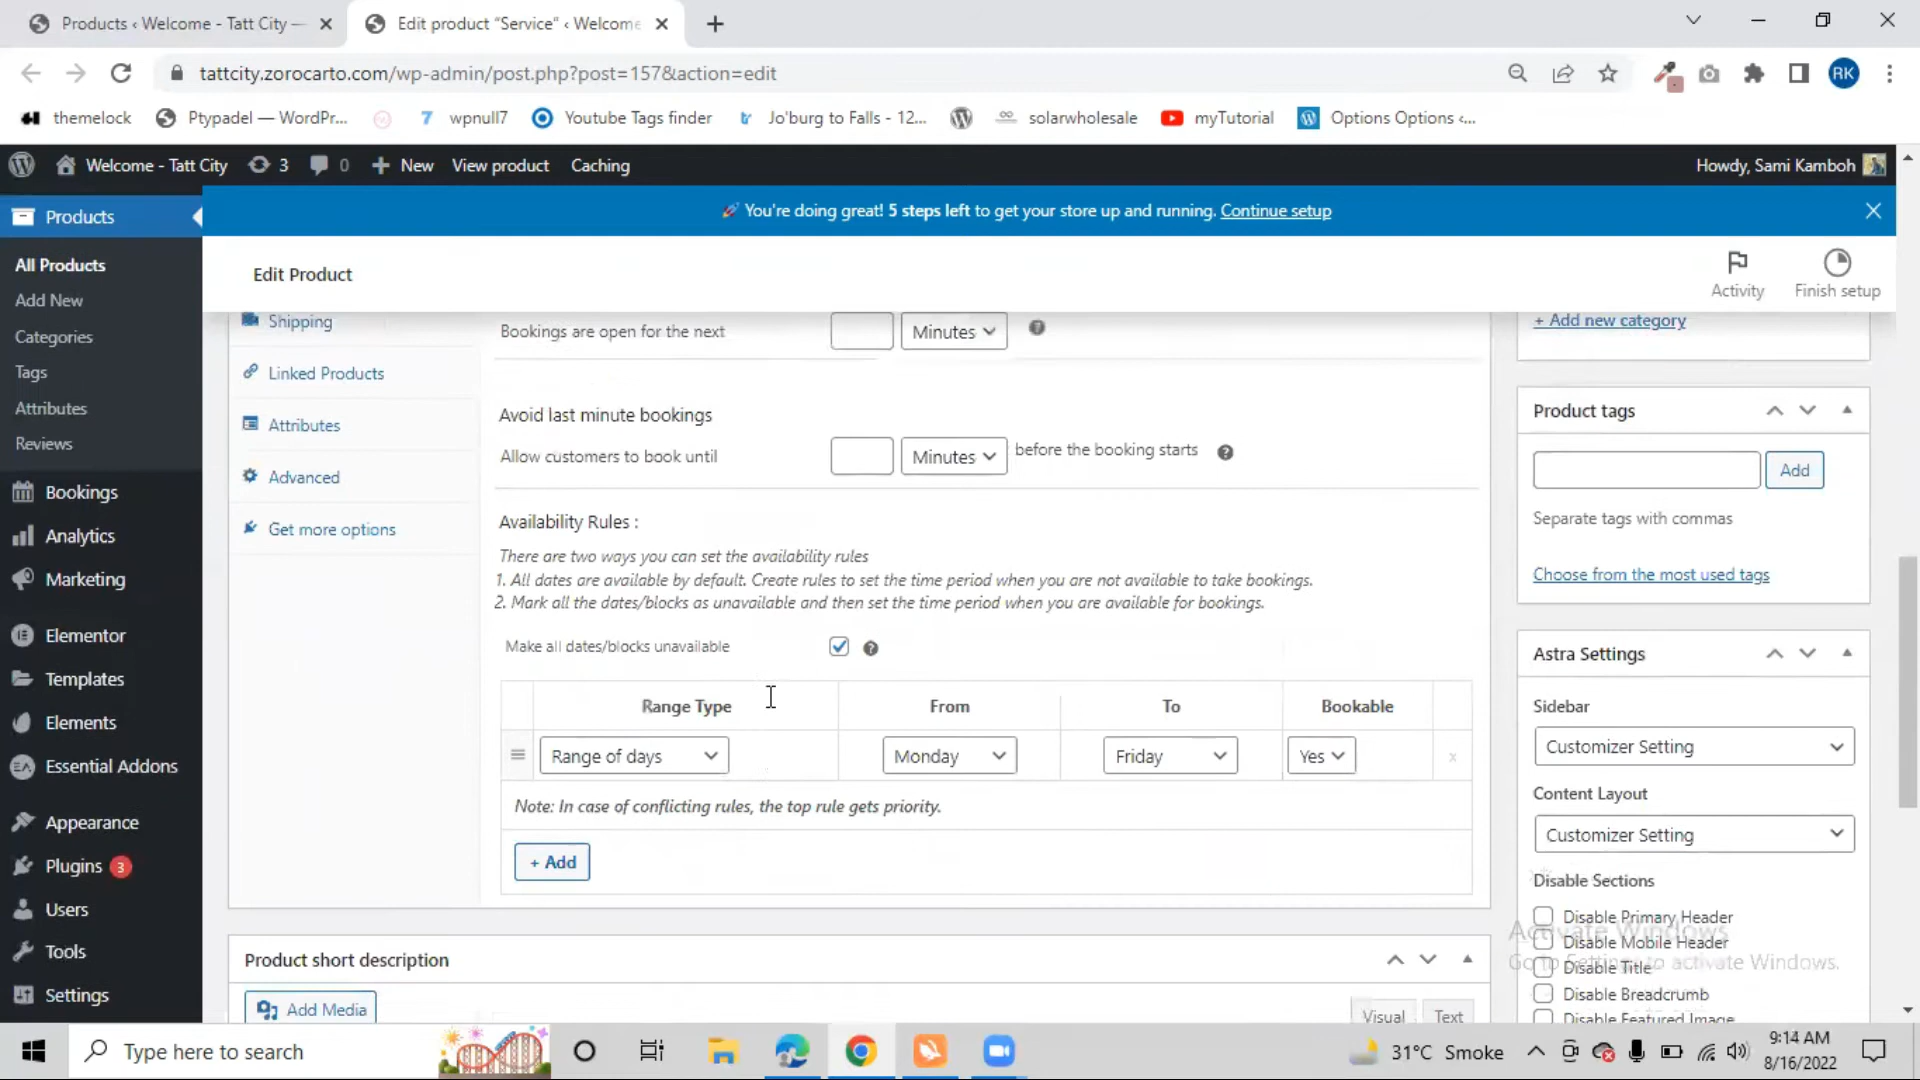 Products ‹ Welcome - Tatt City —
Edit product “Service” ‹ Welcome
tattcity.zorocarto.com/wp-admin/post.php?post=157&action=edit
RK
themelock
Ptypadel — WordPr...
wpnull7
Youtube Tags finder
Jo'burg to Falls - 12...
solarwholesale
myTutorial
Options Options ‹...
Welcome - Tatt City
3
0
New
View product
Caching
Howdy, Sami Kamboh
Products
You're doing great! 5 steps left to get your store up and running. Continue setup
All Products
Add New
Categories
Tags
Attributes
Reviews
Bookings
Analytics
Marketing
Elementor
Templates
Elements
Essential Addons
Appearance
Plugins 3
Users
Tools
Settings
Edit Product
Activity
Finish setup
Shipping
Linked Products
Attributes
Advanced
Get more options
Bookings are open for the next
Minutes
Avoid last minute bookings
Allow customers to book until
Minutes
before the booking starts
Availability Rules :
There are two ways you can set the availability rules
1. All dates are available by default. Create rules to set the time period when you are not available to take bookings.
2. Mark all the dates/blocks as unavailable and then set the time period when you are available for bookings.
Make all dates/blocks unavailable
Range Type From To Bookable
Range of days Monday Friday Yes x
Note: In case of conflicting rules, the top rule gets priority.
+ Add
Product short description
Add Media
Visual Text
+ Add new category
Product tags
Add
Separate tags with commas
Choose from the most used tags
Astra Settings
Sidebar
Customizer Setting
Content Layout
Customizer Setting
Disable Sections
Disable Primary Header
Disable Mobile Header
Disable Title
Disable Breadcrumb
Disable Featured Image
Activate Windows
Go to Settings to activate Windows.
Type here to search
31°C Smoke
9:14 AM
8/16/2022